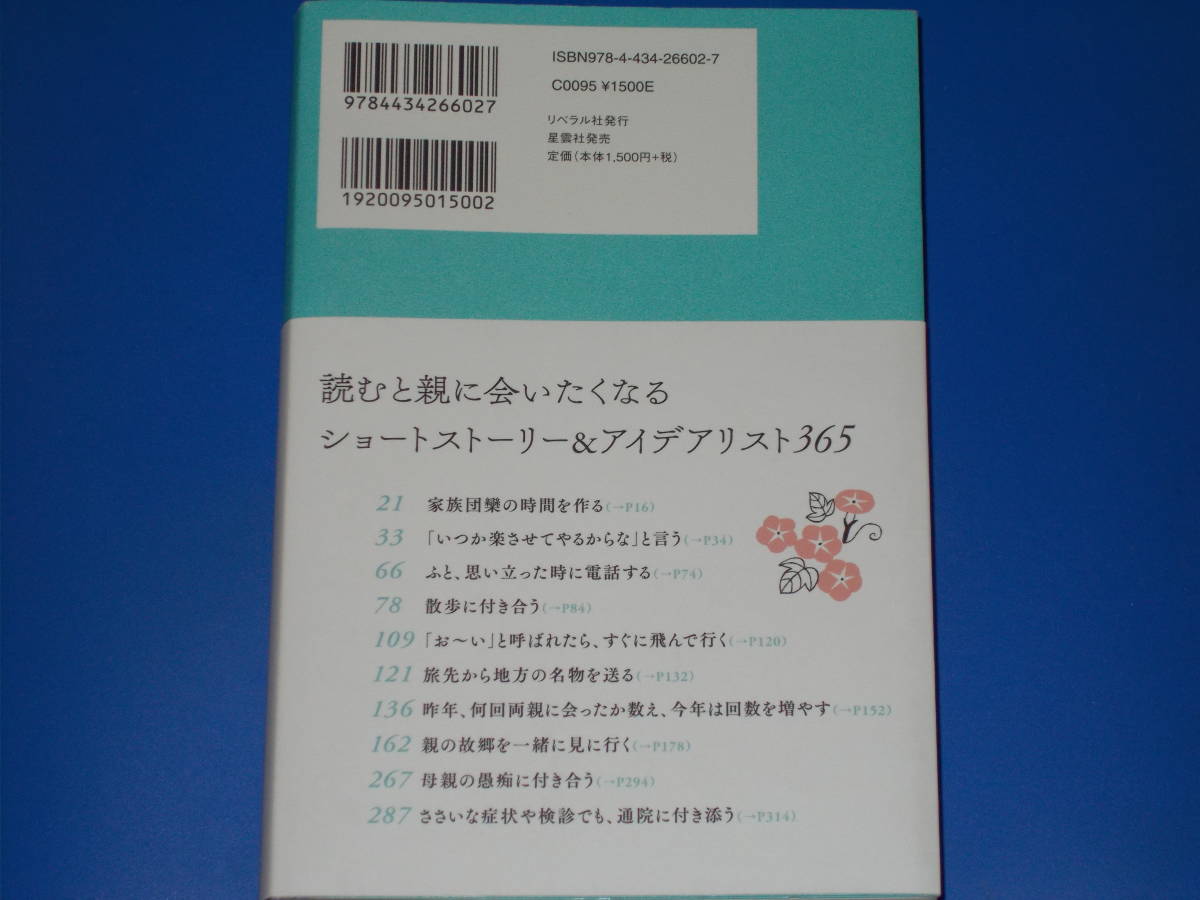 ISBN978-4-434-26602-7
C0095 ¥1500E
9784434266027
リベラル社発行
星雲社発売
定価(本体1,500円+税)
1920095015002
読むと親に会いたくなる
ショートストーリー&アイデアリスト365
21 家族団欒の時間を作る(→P16)
33 「いつか楽させてやるからな」と言う(→P34)
66 ふと、思い立った時に電話する(→P74)
78 散歩に付き合う(→P84)
109 「お〜い」と呼ばれたら、すぐに飛んで行く(→P120)
121 旅先から地方の名物を送る(→P132)
136 昨年、何回両親に会ったか数え、今年は回数を増やす(→P152)
162 親の故郷を一緒に見に行く(→P178)
267 母親の愚痴に付き合う(→P294)
287 ささいな症状や検診でも、通院に付き添う(→P314)